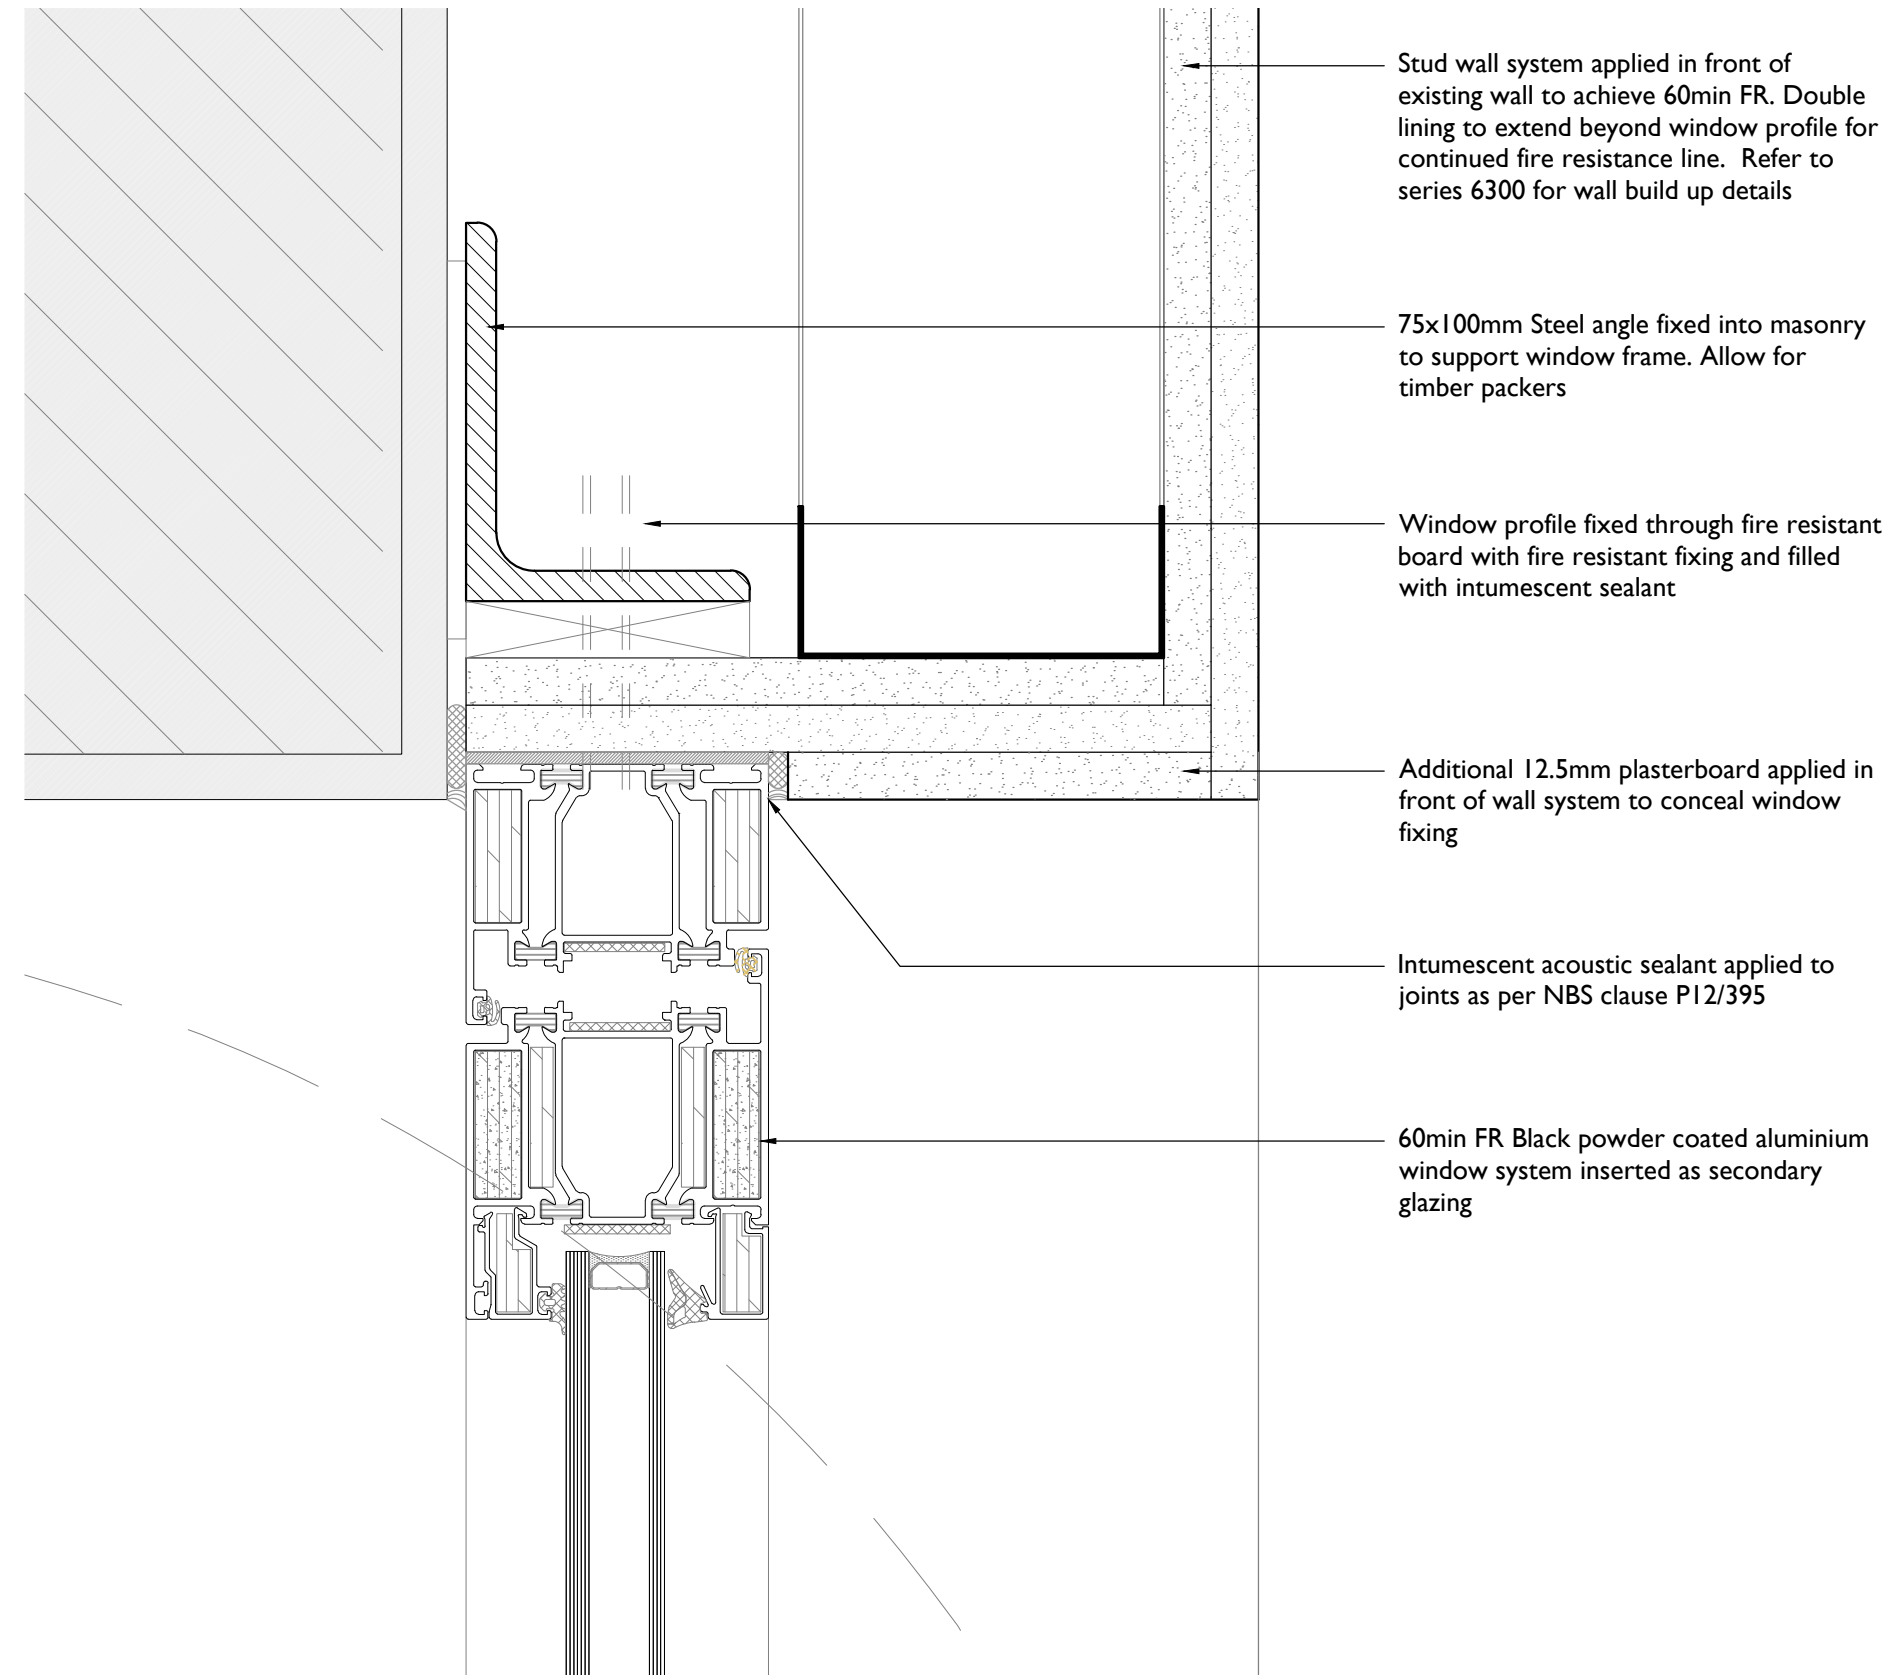 Stud wall system applied in front of
existing wall to achieve 60min FR. Double
lining to extend beyond window profile for
continued fire resistance line.  Refer to
series 6300 for wall build up details
75x100mm Steel angle fixed into masonry
to support window frame. Allow for
timber packers
Window profile fixed through fire resistant
board with fire resistant fixing and filled
with intumescent sealant
Additional 12.5mm plasterboard applied in
front of wall system to conceal window
fixing
Intumescent acoustic sealant applied to
joints as per NBS clause P12/395
60min FR Black powder coated aluminium
window system inserted as secondary
glazing